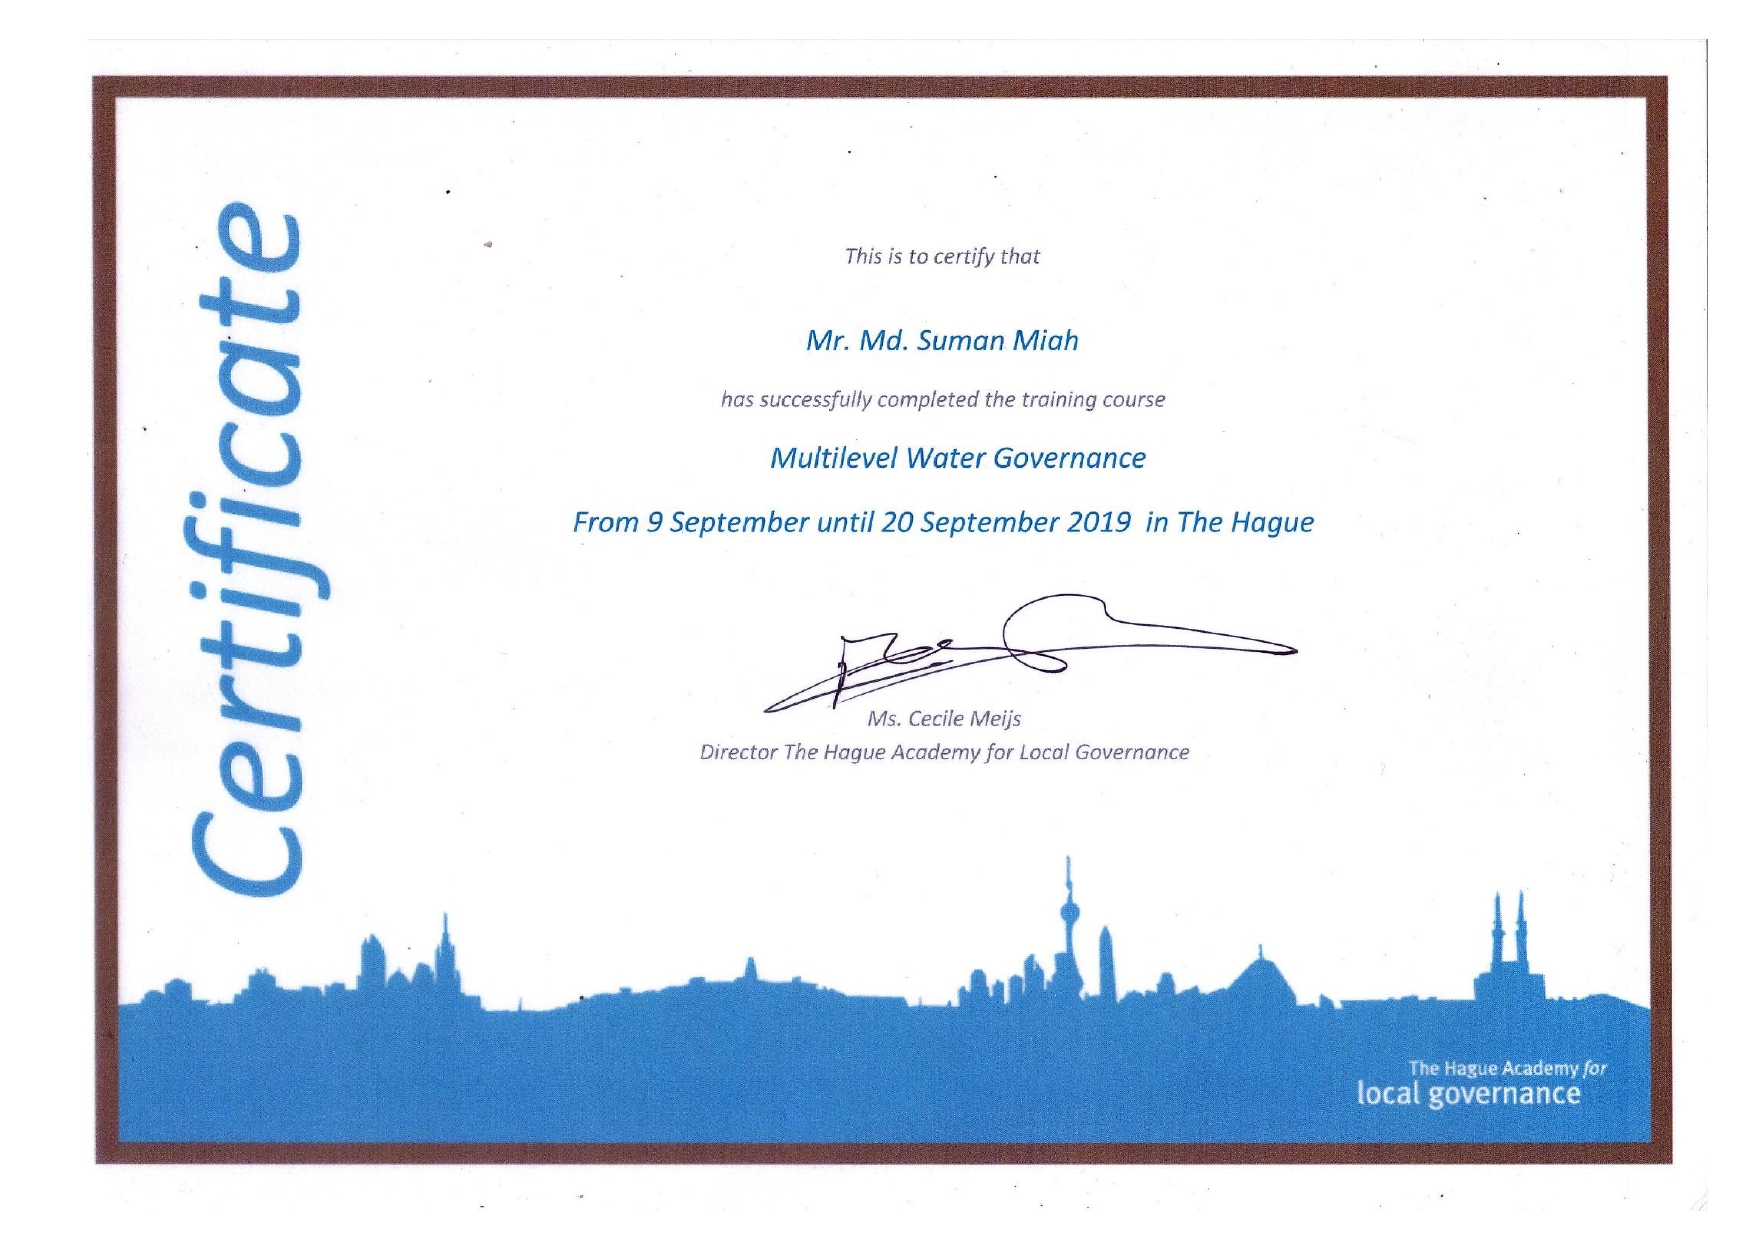 Certificate
This is to certify that
Mr. Md. Suman Miah
has successfully completed the training course
Multilevel Water Governance
From 9 September until 20 September 2019 in The Hague
Ms. Cecile Meijs
Director The Hague Academy for Local Governance
The Hague Academy for
local governance